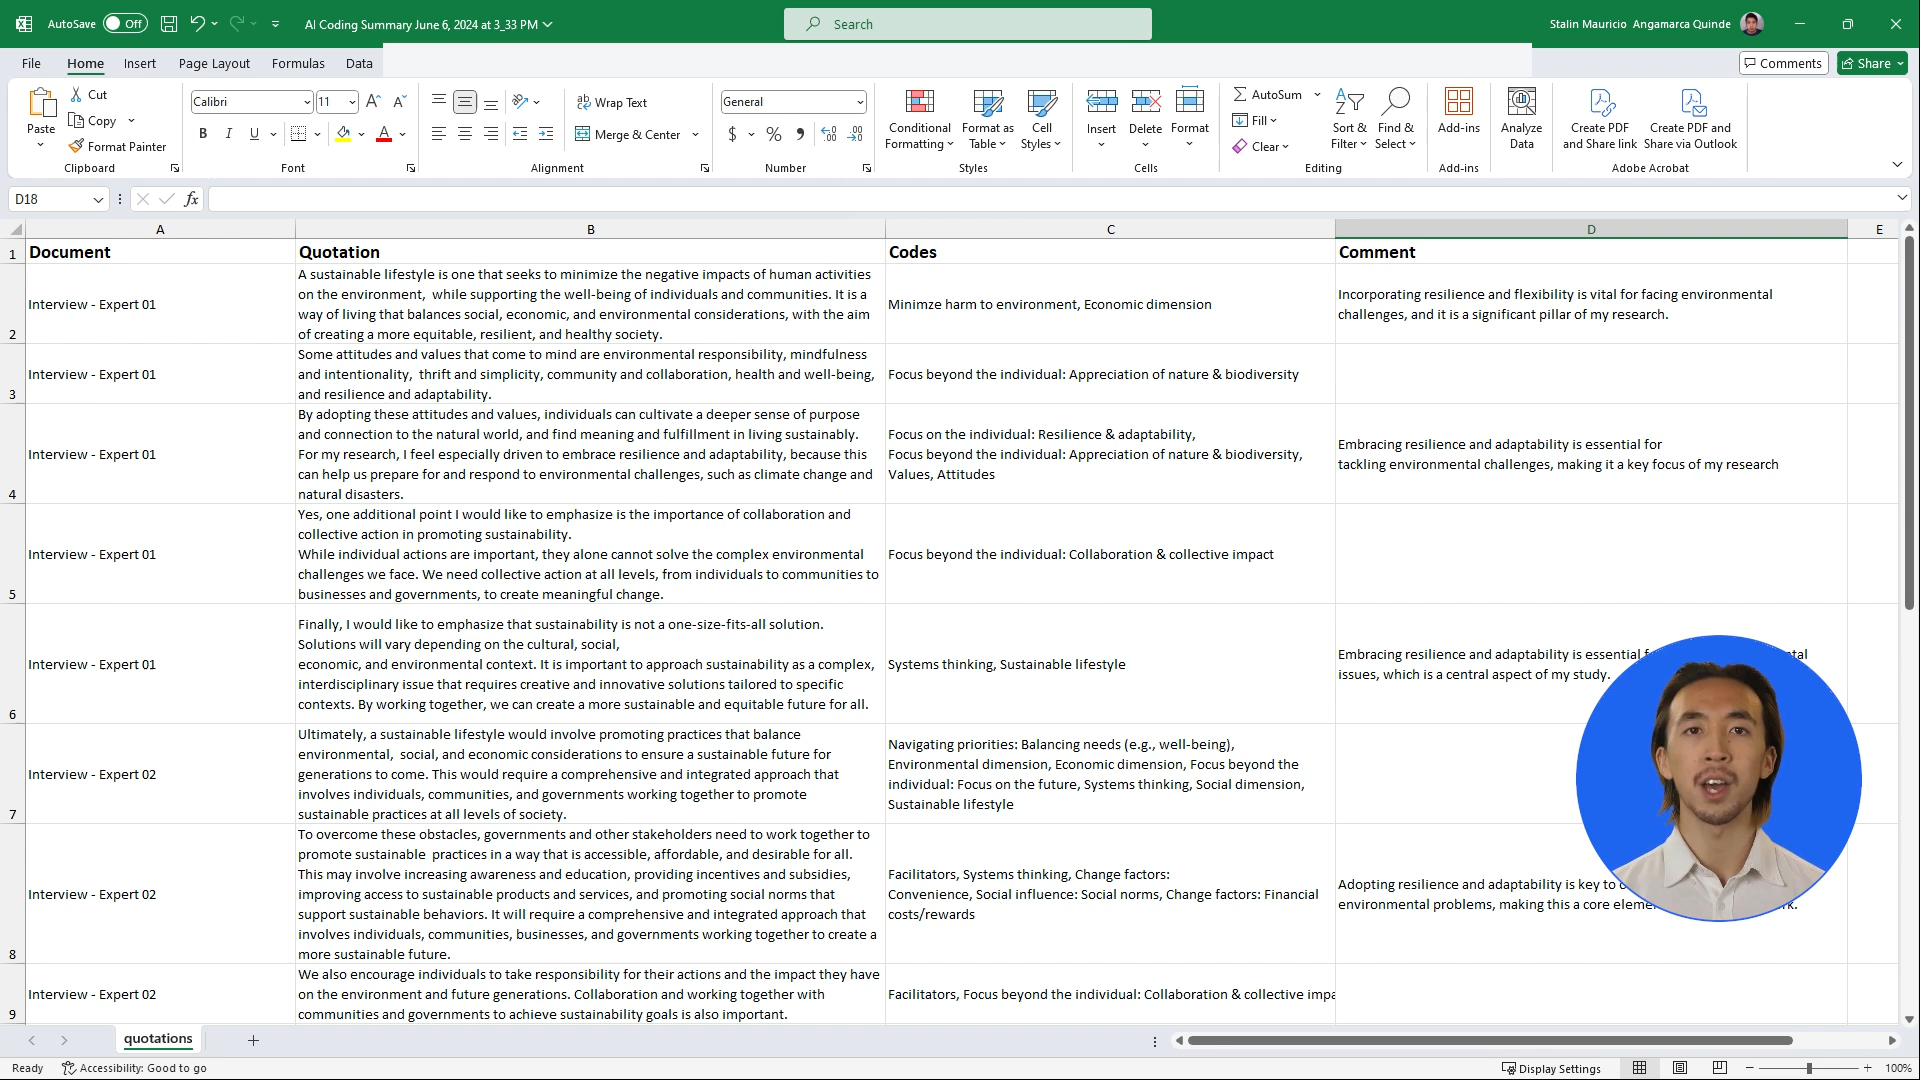 AutoSave Off AI Coding Summary June 6, 2024 at 3_33 PM Search Stalin Mauricio Angamarca Quinde
File Home Insert Page Layout Formulas Data Comments Share
Paste
Cut
Copy
Format Painter
Clipboard
Calibri 11
B I U A
Font
Wrap Text
Merge & Center
Alignment
General
$ % ,
Number
Conditional Formatting
Format as Table
Cell Styles
Styles
Insert
Delete
Format
Cells
AutoSum
Fill
Clear
Sort & Filter
Find & Select
Editing
Add-ins
Add-ins
Analyze Data
Create PDF and Share link
Create PDF and Share via Outlook
Adobe Acrobat
D18 fx
A B C D E
1 Document Quotation Codes Comment
2
Interview - Expert 01
A sustainable lifestyle is one that seeks to minimize the negative impacts of human activities
on the environment, while supporting the well-being of individuals and communities. It is a
way of living that balances social, economic, and environmental considerations, with the aim
of creating a more equitable, resilient, and healthy society.
Minimze harm to environment, Economic dimension
Incorporating resilience and flexibility is vital for facing environmental
challenges, and it is a significant pillar of my research.
3
Interview - Expert 01
Some attitudes and values that come to mind are environmental responsibility, mindfulness
and intentionality, thrift and simplicity, community and collaboration, health and well-being,
and resilience and adaptability.
Focus beyond the individual: Appreciation of nature & biodiversity
4
Interview - Expert 01
By adopting these attitudes and values, individuals can cultivate a deeper sense of purpose
and connection to the natural world, and find meaning and fulfillment in living sustainably.
For my research, I feel especially driven to embrace resilience and adaptability, because this
can help us prepare for and respond to environmental challenges, such as climate change and
natural disasters.
Focus on the individual: Resilience & adaptability,
Focus beyond the individual: Appreciation of nature & biodiversity,
Values, Attitudes
Embracing resilience and adaptability is essential for
tackling environmental challenges, making it a key focus of my research
5
Interview - Expert 01
Yes, one additional point I would like to emphasize is the importance of collaboration and
collective action in promoting sustainability.
While individual actions are important, they alone cannot solve the complex environmental
challenges we face. We need collective action at all levels, from individuals to communities to
businesses and governments, to create meaningful change.
Focus beyond the individual: Collaboration & collective impact
6
Interview - Expert 01
Finally, I would like to emphasize that sustainability is not a one-size-fits-all solution.
Solutions will vary depending on the cultural, social,
economic, and environmental context. It is important to approach sustainability as a complex,
interdisciplinary issue that requires creative and innovative solutions tailored to specific
contexts. By working together, we can create a more sustainable and equitable future for all.
Systems thinking, Sustainable lifestyle
Embracing resilience and adaptability is essential
issues, which is a central aspect of my study.
7
Interview - Expert 02
Ultimately, a sustainable lifestyle would involve promoting practices that balance
environmental, social, and economic considerations to ensure a sustainable future for
generations to come. This would require a comprehensive and integrated approach that
involves individuals, communities, and governments working together to promote
sustainable practices at all levels of society.
Navigating priorities: Balancing needs (e.g., well-being),
Environmental dimension, Economic dimension, Focus beyond the
individual: Focus on the future, Systems thinking, Social dimension,
Sustainable lifestyle
8
Interview - Expert 02
To overcome these obstacles, governments and other stakeholders need to work together to
promote sustainable practices in a way that is accessible, affordable, and desirable for all.
This may involve increasing awareness and education, providing incentives and subsidies,
improving access to sustainable products and services, and promoting social norms that
support sustainable behaviors. It will require a comprehensive and integrated approach that
involves individuals, communities, businesses, and governments working together to create a
more sustainable future.
Facilitators, Systems thinking, Change factors:
Convenience, Social influence: Social norms, Change factors: Financial
costs/rewards
Adopting resilience and adaptability is key to
environmental problems, making this a core
9
Interview - Expert 02
We also encourage individuals to take responsibility for their actions and the impact they have
on the environment and future generations. Collaboration and working together with
communities and governments to achieve sustainability goals is also important.
Facilitators, Focus beyond the individual: Collaboration & collective
quotations
Ready Accessibility: Good to go Display Settings 100%